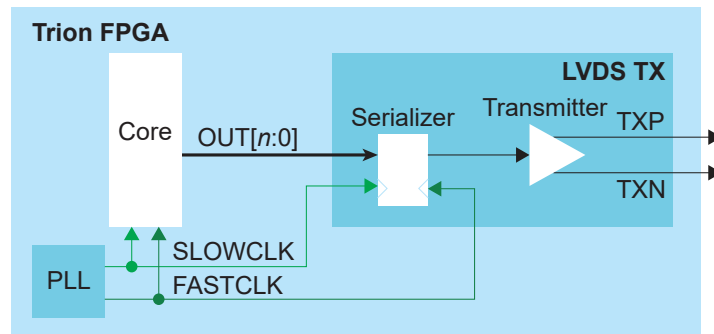 Trion FPGA
LVDS TX
Serializer
Transmitter
Core
OUT[n:0]
TXP
TXN
SLOWCLK
PLL
FASTCLK